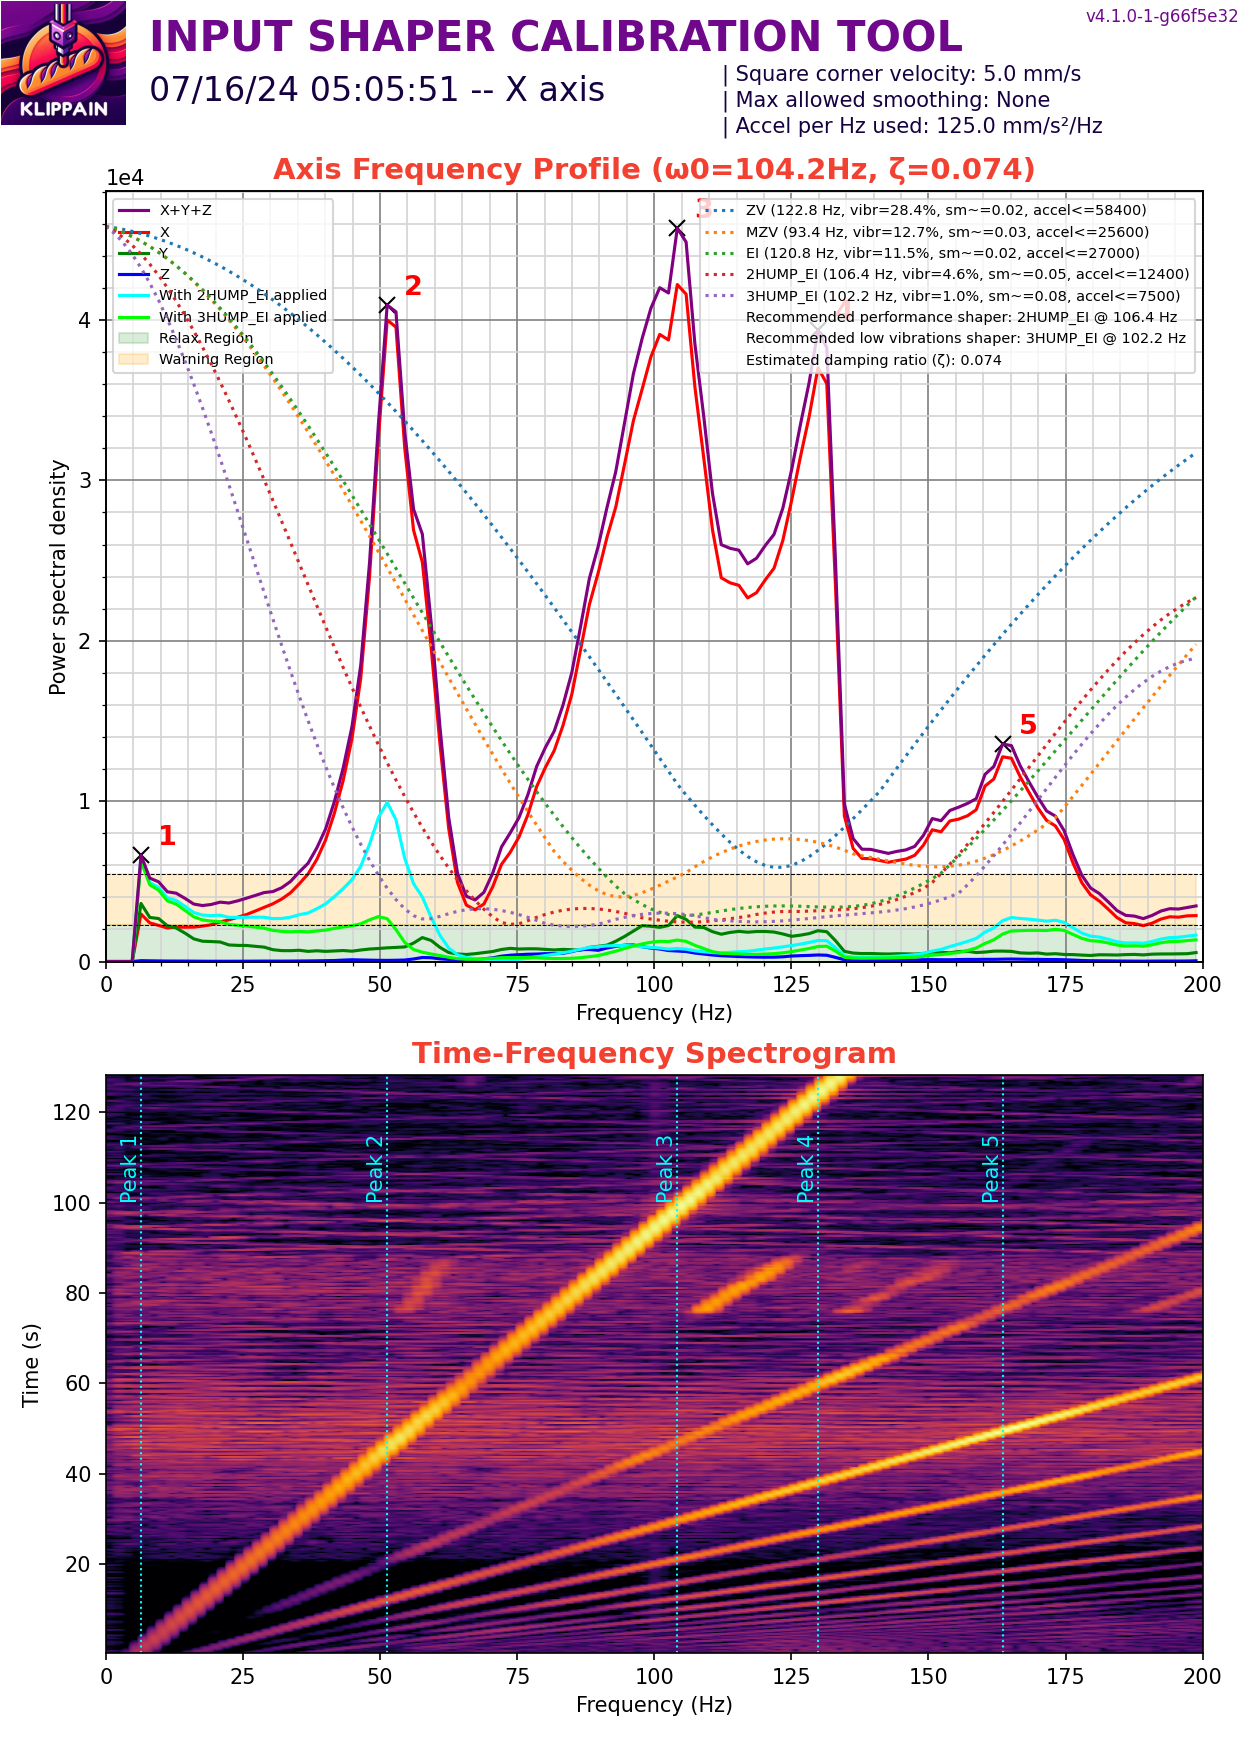 v4.1.0-1-g66f5e32
INPUT SHAPER CALIBRATION TOOL
07/16/24 05:05:51 -- X axis
| Square corner velocity: 5.0 mm/s
| Max allowed smoothing: None
| Accel per Hz used: 125.0 mm/s²/Hz
KLIPPAIN
Axis Frequency Profile (ω0=104.2Hz, ζ=0.074)
1e4
X+Y+Z
X
Y
Z
With 2HUMP_EI applied
With 3HUMP_EI applied
Relax Region
Warning Region
ZV (122.8 Hz, vibr=28.4%, sm~=0.02, accel<=58400)
MZV (93.4 Hz, vibr=12.7%, sm~=0.03, accel<=25600)
EI (120.8 Hz, vibr=11.5%, sm~=0.02, accel<=27000)
2HUMP_EI (106.4 Hz, vibr=4.6%, sm~=0.05, accel<=12400)
3HUMP_EI (102.2 Hz, vibr=1.0%, sm~=0.08, accel<=7500)
Recommended performance shaper: 2HUMP_EI @ 106.4 Hz
Recommended low vibrations shaper: 3HUMP_EI @ 102.2 Hz
Estimated damping ratio (ζ): 0.074
1
2
3
4
5
Power spectral density
4
3
2
1
0
0 25 50 75 100 125 150 175 200
Frequency (Hz)
Time-Frequency Spectrogram
Time (s)
120
100
80
60
40
20
Peak 1
Peak 2
Peak 3
Peak 4
Peak 5
0 25 50 75 100 125 150 175 200
Frequency (Hz)